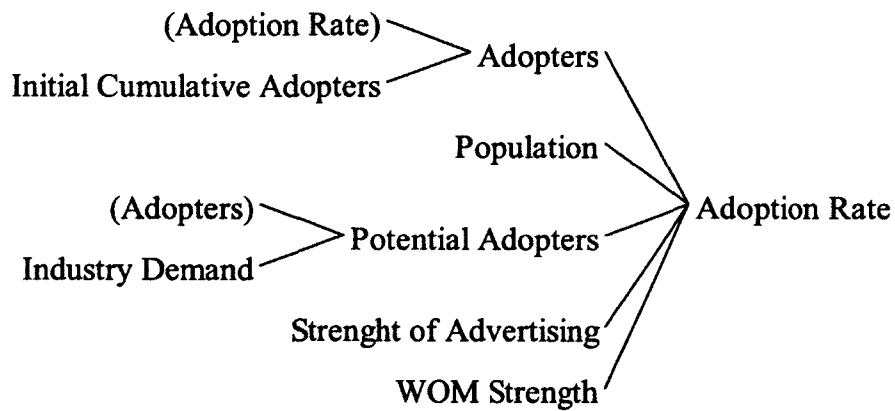 (Adoption Rate)
Initial Cumulative Adopters
Adopters
Population
(Adopters)
Industry Demand
Potential Adopters
Adoption Rate
Strenght of Advertising
WOM Strength